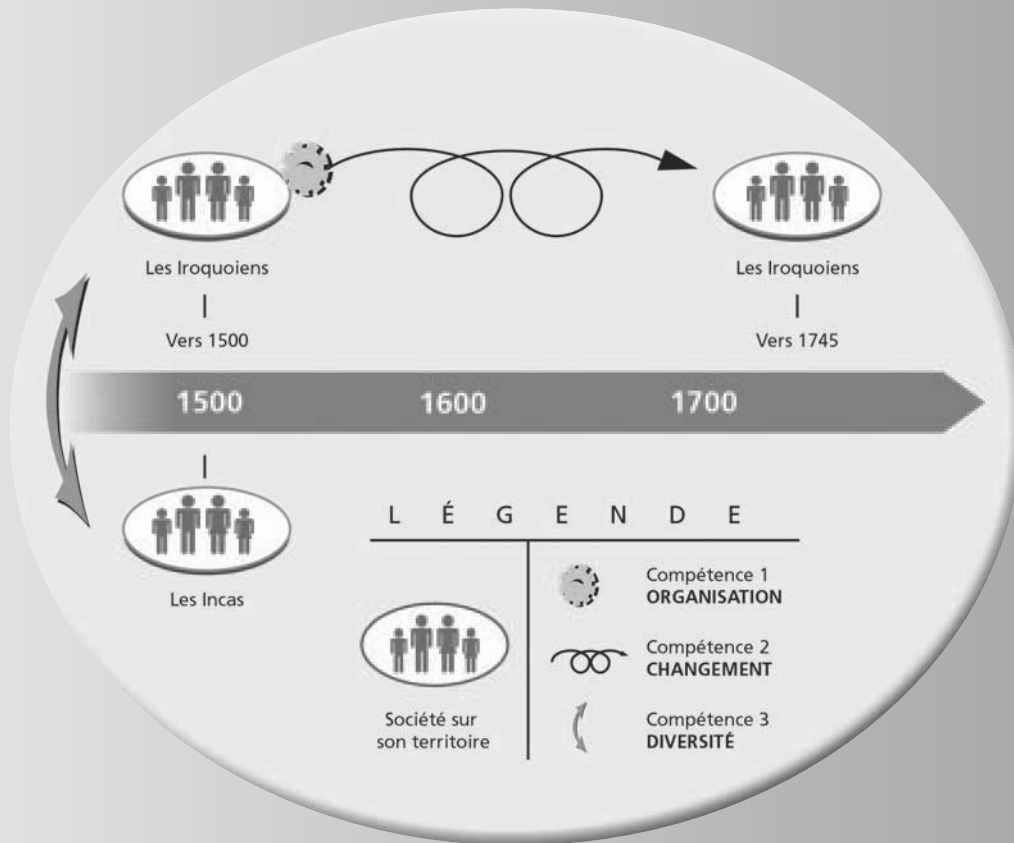 Les Iroquoiens
Les Iroquoiens
Vers 1500
Vers 1745
1500 1600 1700
Les Incas
LÉGENDE
Société sur
son territoire
Compétence 1
ORGANISATION
Compétence 2
CHANGEMENT
Compétence 3
DIVERSITÉ